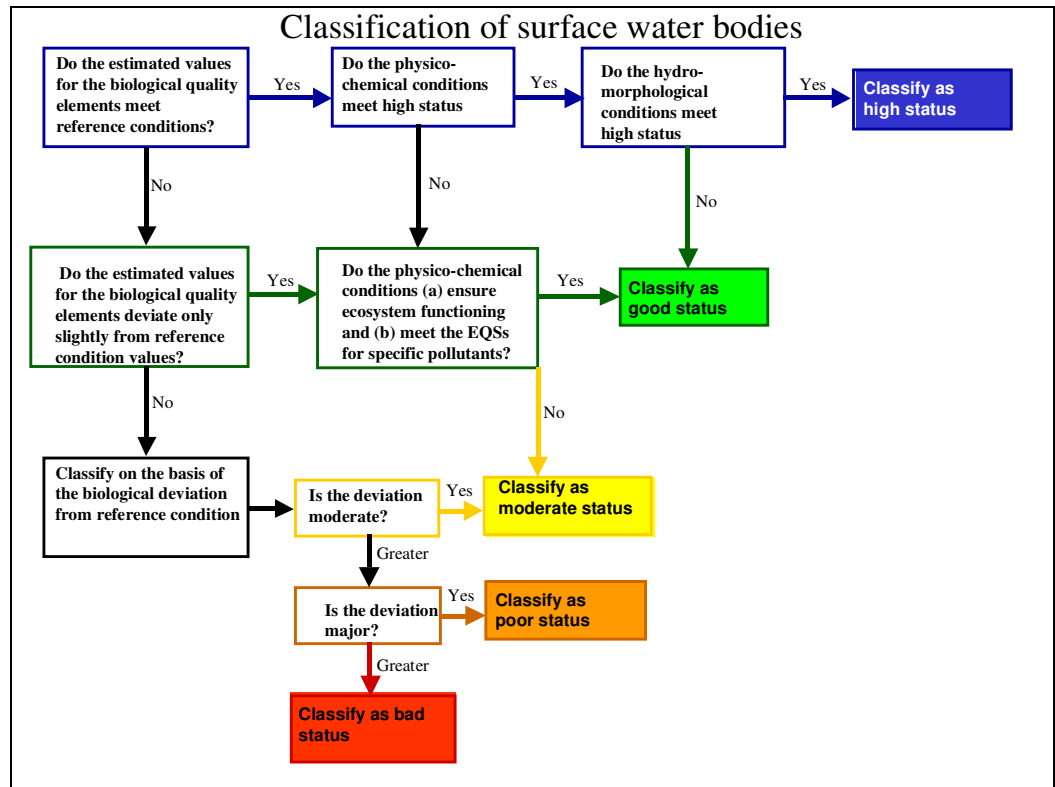 Classification of surface water bodies
Do the estimated values
for the biological quality
elements meet
reference conditions?
Yes
Do the physico-
chemical conditions
meet high status
Yes
Do the hydro-
morphological
conditions meet
high status
Yes
Classify as
high status
No
No
No
Do the estimated values
for the biological quality
elements deviate only
slightly from reference
condition values?
Yes
Do the physico-chemical
conditions (a) ensure
ecosystem functioning
and (b) meet the EQSs
for specific pollutants?
Yes
Classify as
good status
No
No
Classify on the basis of
the biological deviation
from reference condition
Is the deviation
moderate?
Yes
Classify as
moderate status
Greater
Is the deviation
major?
Yes
Classify as
poor status
Greater
Classify as bad
status